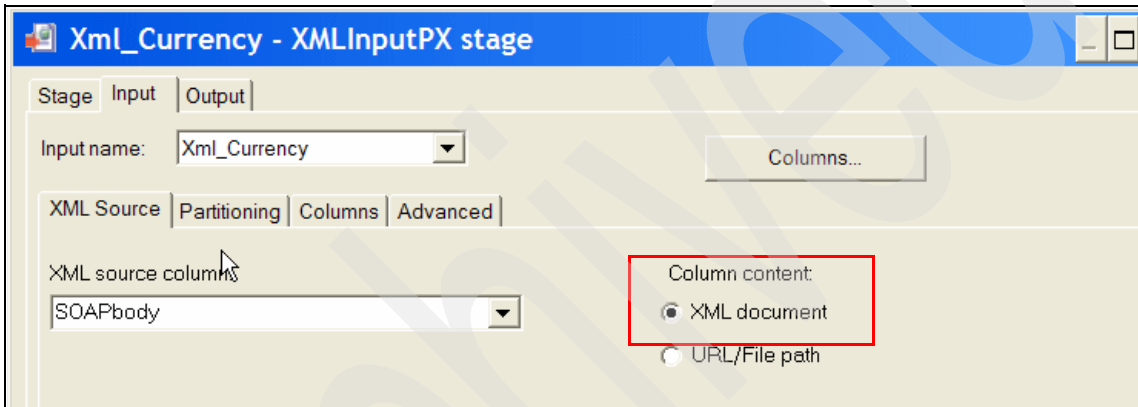 Xml_Currency - XMLInputPX stage
Stage Input Output
Input name: Xml_Currency Columns...
XML Source Partitioning Columns Advanced
XML source column: Column content:
SOAPbody XML document
URL/File path